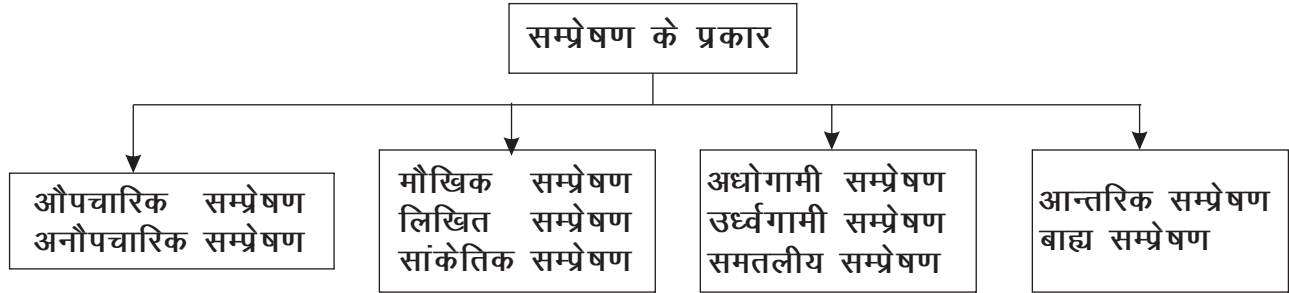 सम्प्रेषण के प्रकार
औपचारिक सम्प्रेषण
अनौपचारिक सम्प्रेषण
मौखिक सम्प्रेषण
लिखित सम्प्रेषण
सांकेतिक सम्प्रेषण
अधोगामी सम्प्रेषण
उर्ध्वगामी सम्प्रेषण
समतलीय सम्प्रेषण
आन्तरिक सम्प्रेषण
बाह्य सम्प्रेषण